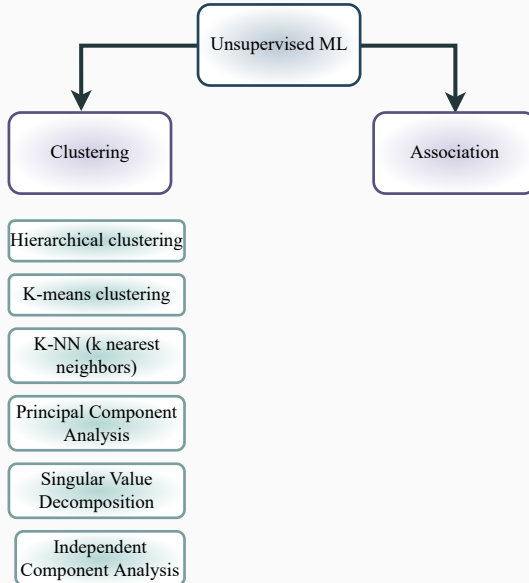 Unsupervised ML
Clustering
Association
Hierarchical clustering
K-means clustering
K-NN (k nearest
neighbors)
Principal Component
Analysis
Singular Value
Decomposition
Independent
Component Analysis